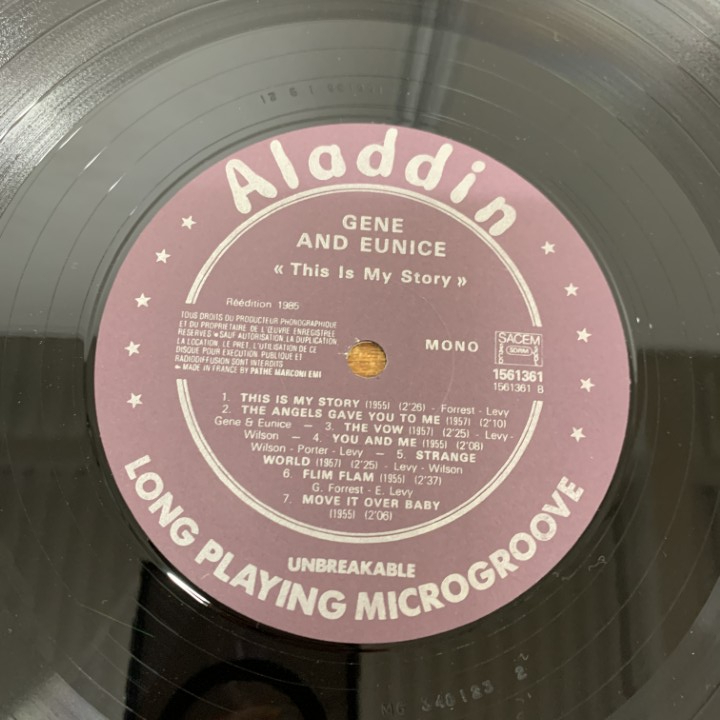 Aladdin
GENE
AND EUNICE
« This Is My Story »
Réédition 1985
TOUS DROITS DU PRODUCTEUR PHONOGRAPHIQUE
ET DU PROPRIETAIRE DE L'ŒUVRE ENREGISTREE
RESERVES ★ SAUF AUTORISATION LA DUPLICATION
LA LOCATION, LE PRET, L'UTILISATION DE CE
DISQUE POUR EXECUTION PUBLIQUE ET
RADIODIFFUSION SONT INTERDITS
MADE IN FRANCE BY PATHE MARCONI EMI
MONO
SACEM
1561361
1561361 B
1. THIS IS MY STORY (1955) (2'26) - Forrest - Levy
2. THE ANGELS GAVE YOU TO ME (1957) (2'10)
Gene & Eunice — 3. THE VOW (1957) (2'25) - Levy -
Wilson - 4. YOU AND ME (1955) (2'08)
Wilson - Porter - Levy — 5. STRANGE
WORLD (1957) (2'25) - Levy - Wilson
6. FLIM FLAM (1955) (2'37)
G. Forrest - E. Levy
7. MOVE IT OVER BABY
(1955) (2'06)
UNBREAKABLE
LONG PLAYING MICROGROOVE
MG 340183 2